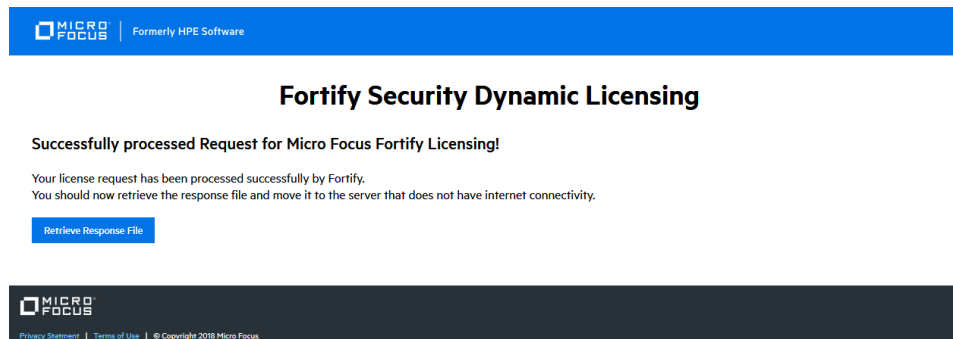 MICRO FOCUS | Formerly HPE Software
Fortify Security Dynamic Licensing
Successfully processed Request for Micro Focus Fortify Licensing!
Your license request has been processed successfully by Fortify.
You should now retrieve the response file and move it to the server that does not have internet connectivity.
Retrieve Response File
MICRO
FOCUS
Privacy Statment | Terms of Use | © Copyright 2018 Micro Focus